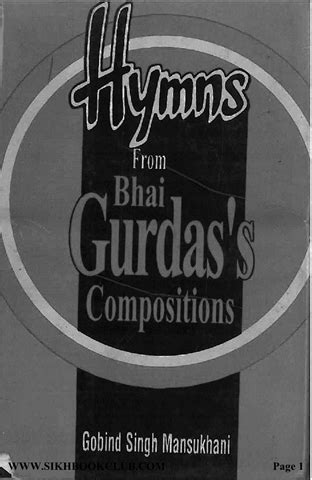 Hymns
From
Bhai
Gurdas's
Compositions
Gobind Singh Mansukhani
WWW.SIKHBOOKCLUB.COM Page 1